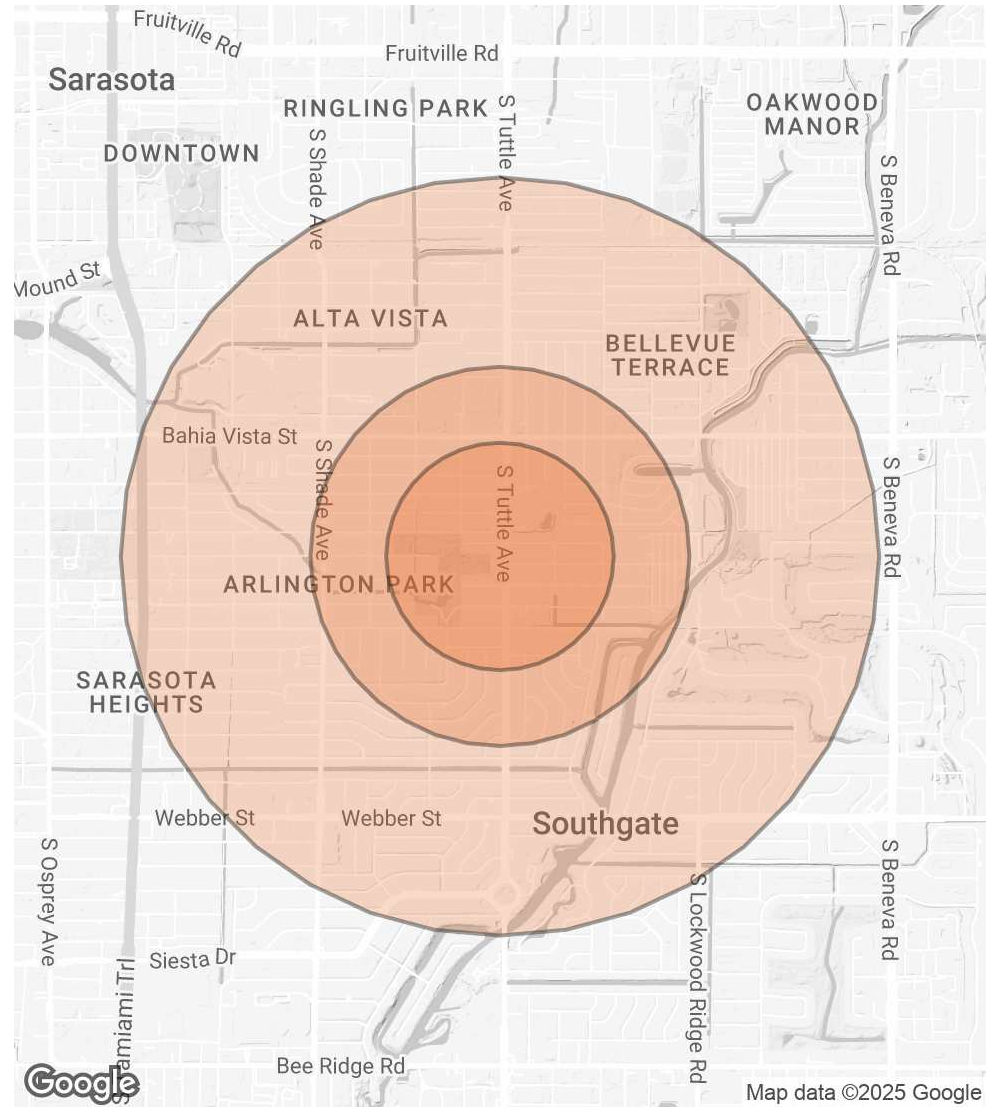 Fruitville Rd
Fruitville Rd
Sarasota
RINGLING PARK
S Tuttle Ave
OAKWOOD
MANOR
DOWNTOWN
S Shade Ave
S Beneva Rd
Mound St
ALTA VISTA
BELLEVUE
TERRACE
Bahia Vista St
S Shade Ave
S Tuttle Ave
S Beneva Rd
ARLINGTON PARK
SARASOTA
HEIGHTS
Webber St
Webber St
Southgate
S Osprey Ave
S Lockwood Ridge Rd
S Beneva Rd
Siesta Dr
S Tamiami Trl
Bee Ridge Rd
Google
Map data ©2025 Google